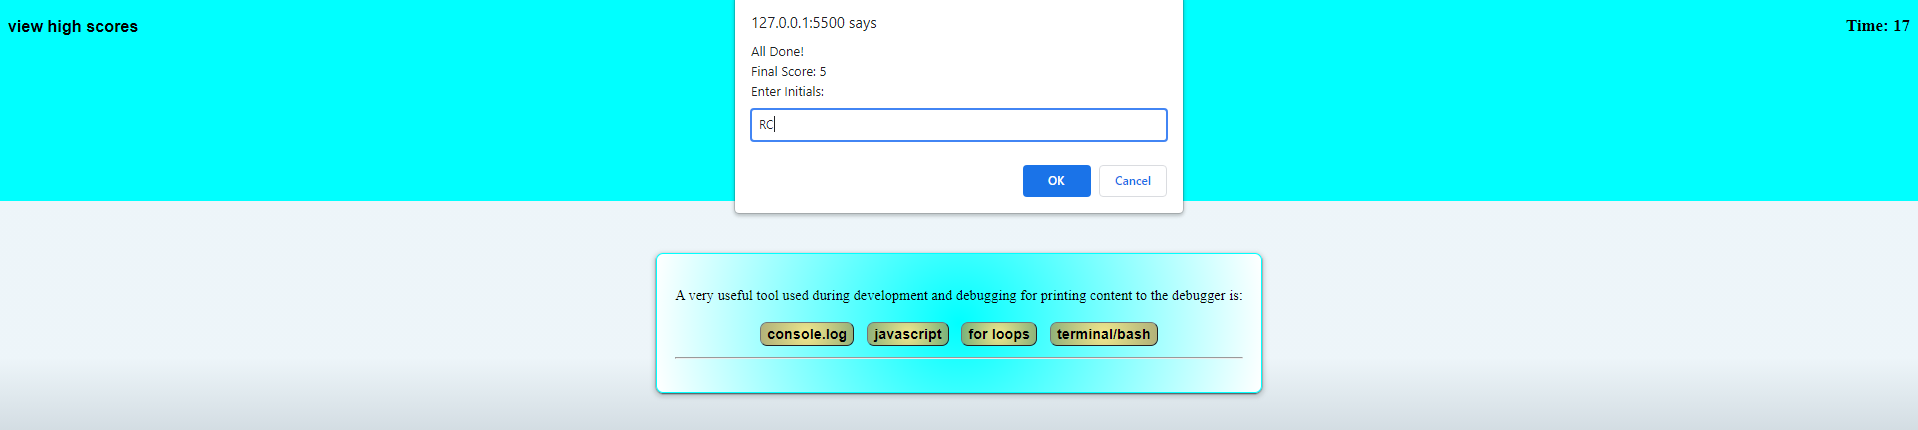 view high scores
Time: 17
127.0.0.1:5500 says
All Done!
Final Score: 5
Enter Initials:
RC
OK Cancel
A very useful tool used during development and debugging for printing content to the debugger is:
console.log javascript for loops terminal/bash